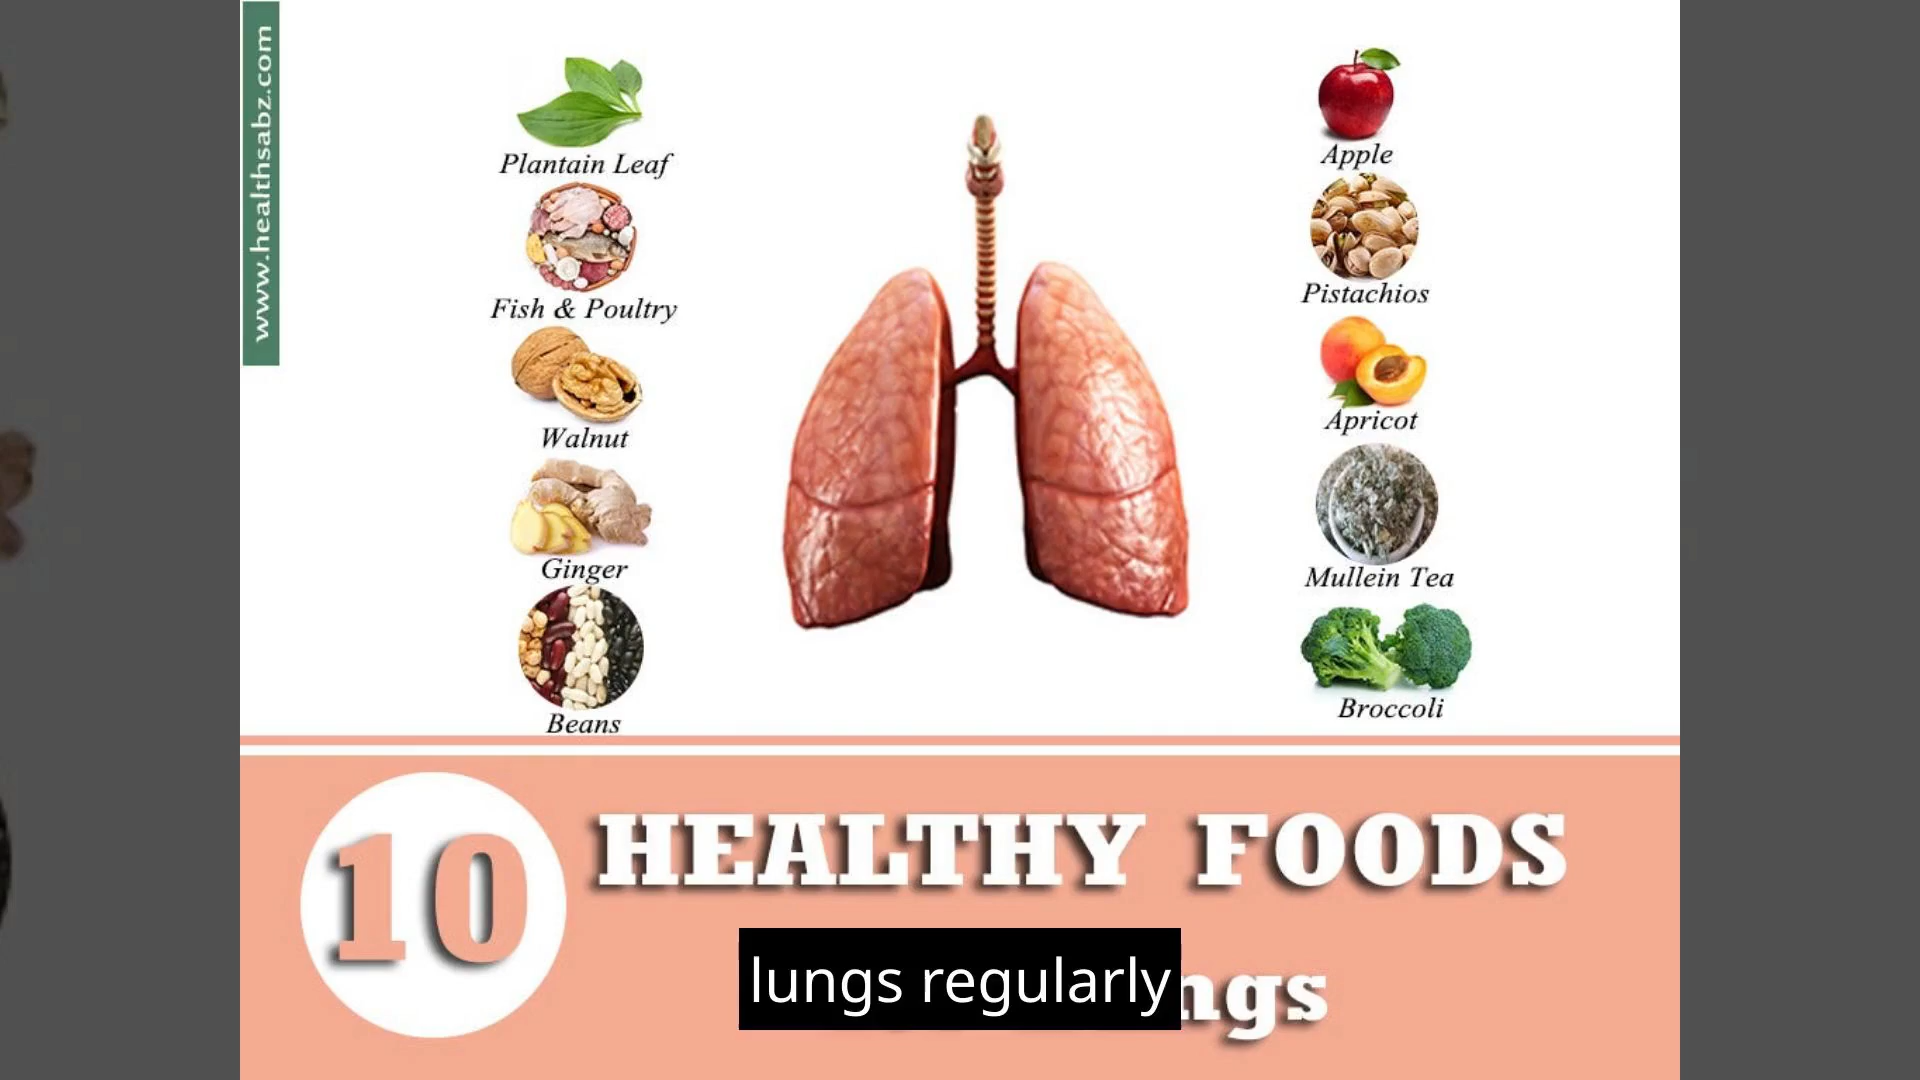 www.healthsabz.com
Plantain Leaf
Fish & Poultry
Walnut
Ginger
Beans
Apple
Pistachios
Apricot
Mullein Tea
Broccoli
10
HEALTHY FOODS
lungs regularly